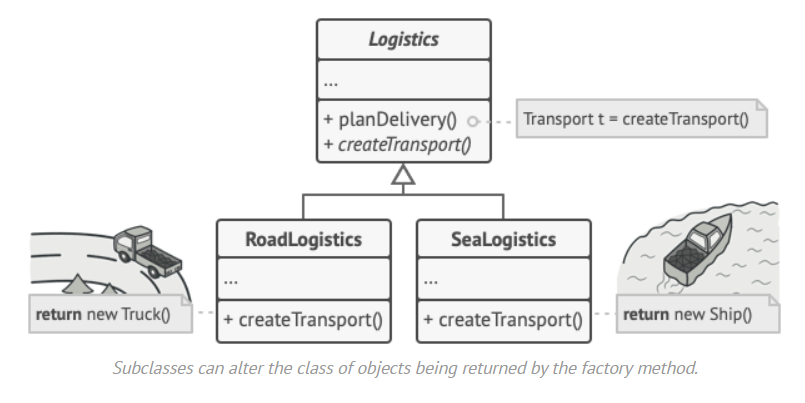 Logistics
...
+ planDelivery()
+ createTransport()
Transport t = createTransport()
RoadLogistics
...
+ createTransport()
return new Truck()
SeaLogistics
...
+ createTransport()
return new Ship()
Subclasses can alter the class of objects being returned by the factory method.